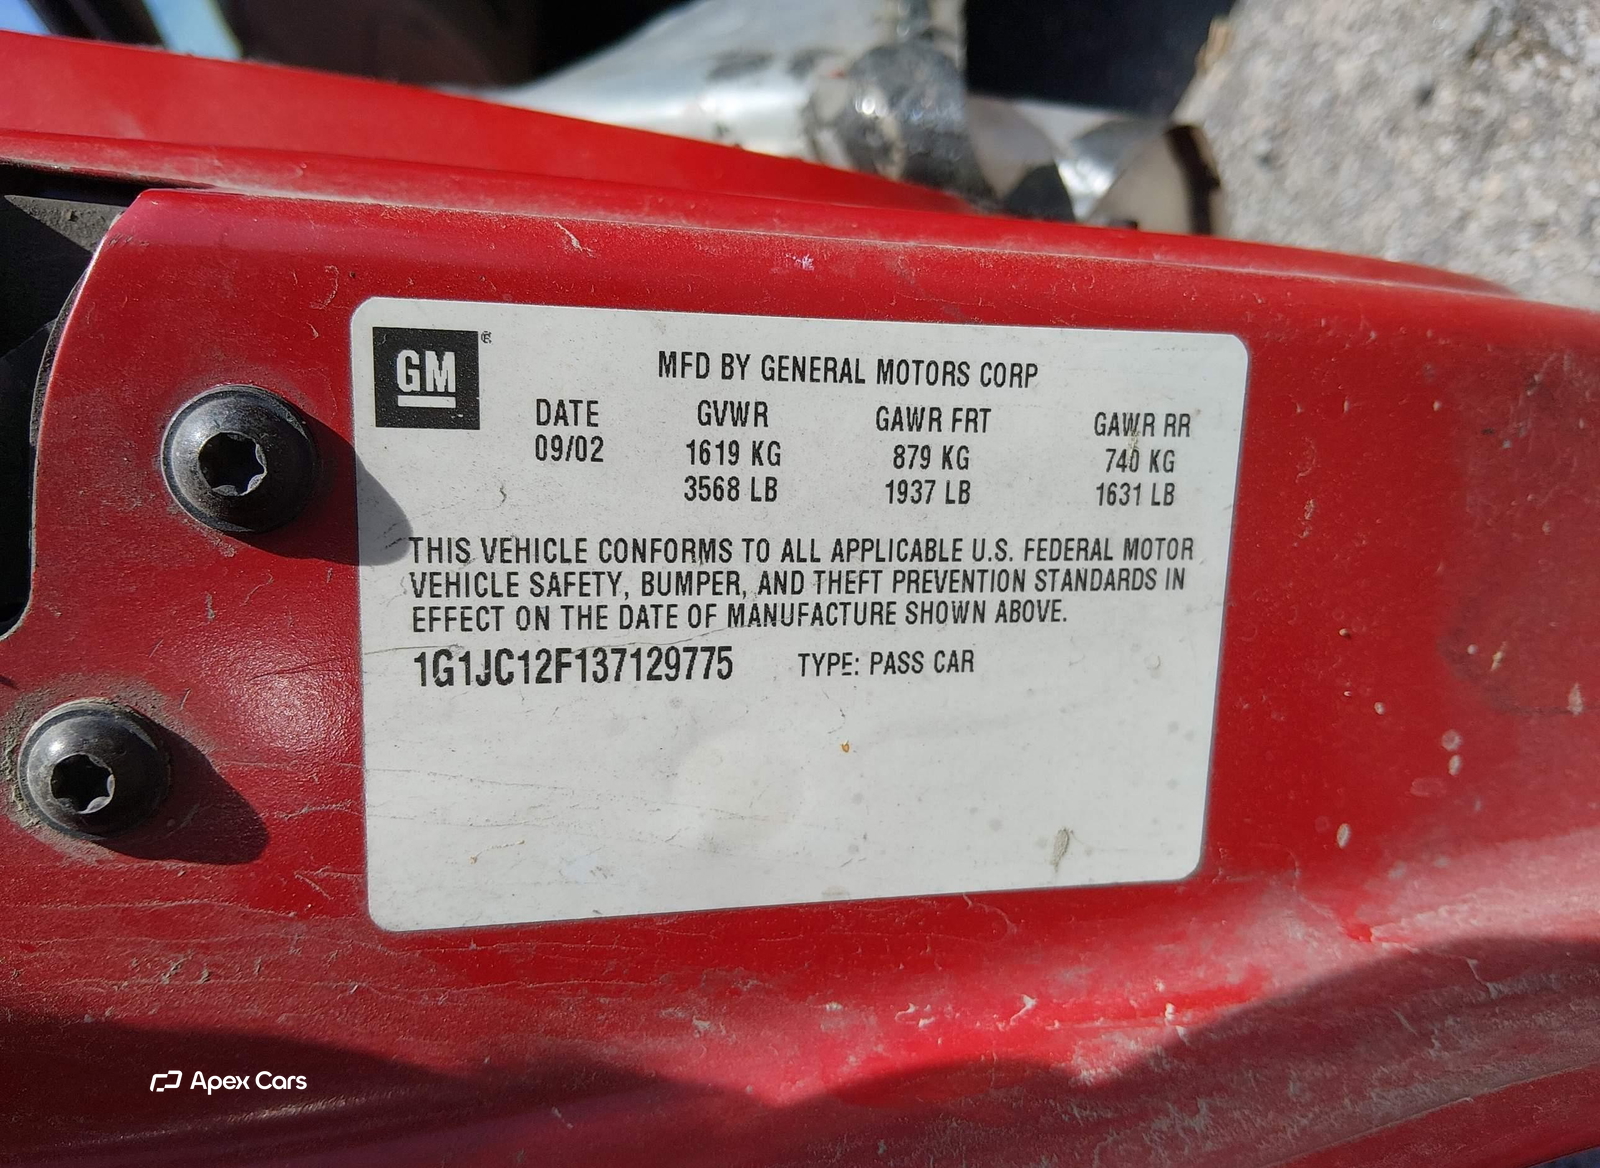 GM ®
MFD BY GENERAL MOTORS CORP
DATE GVWR GAWR FRT GAWR RR
09/02 1619 KG 879 KG 740 KG
3568 LB 1937 LB 1631 LB
THIS VEHICLE CONFORMS TO ALL APPLICABLE U.S. FEDERAL MOTOR
VEHICLE SAFETY, BUMPER, AND THEFT PREVENTION STANDARDS IN
EFFECT ON THE DATE OF MANUFACTURE SHOWN ABOVE.
1G1JC12F137129775 TYPE: PASS CAR
Apex Cars